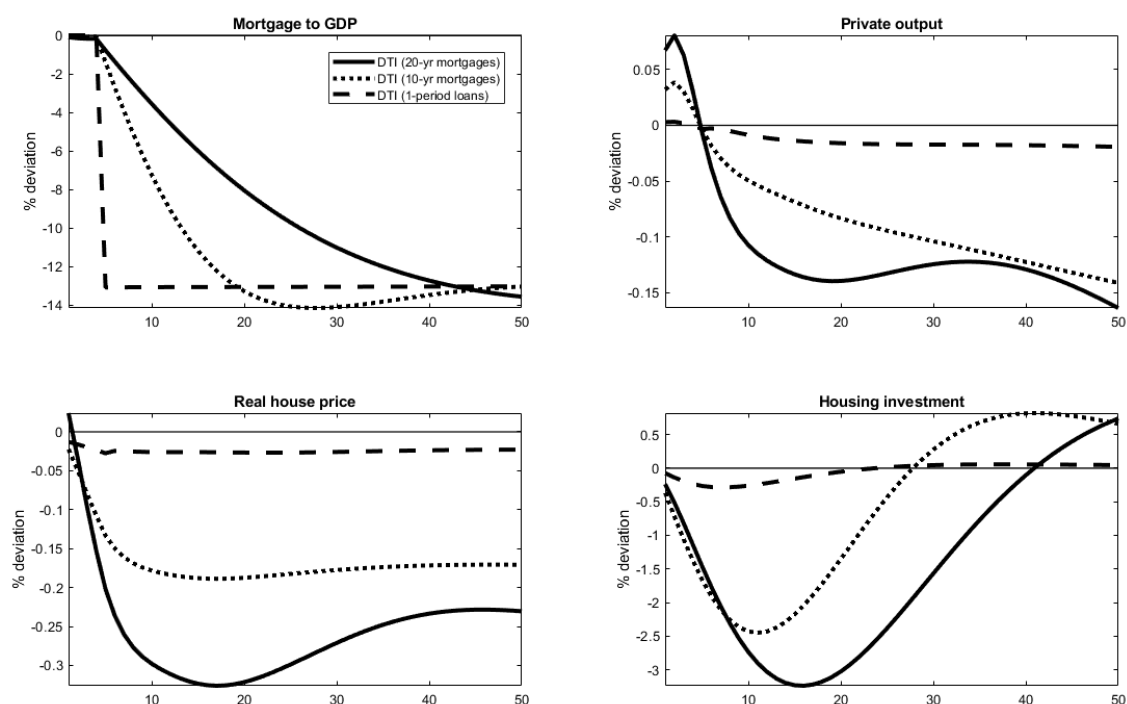 Mortgage to GDP
0
-2
-4
-6
-8
-10
-12
-14
% deviation
10 20 30 40 50
DTI (20-yr mortgages)
DTI (10-yr mortgages)
DTI (1-period loans)
Private output
0.05
0
-0.05
-0.1
-0.15
% deviation
10 20 30 40 50
Real house price
0
-0.05
-0.1
-0.15
-0.2
-0.25
-0.3
% deviation
10 20 30 40 50
Housing investment
0.5
0
-0.5
-1
-1.5
-2
-2.5
-3
% deviation
10 20 30 40 50